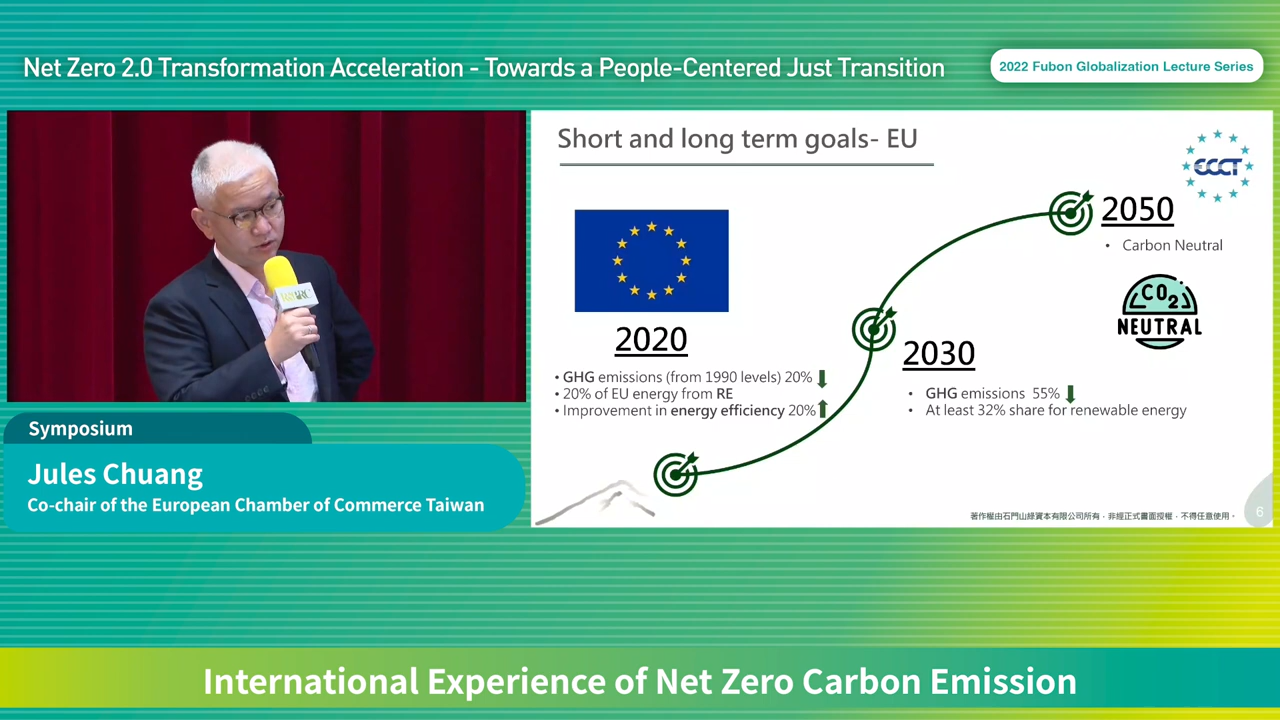 Net Zero 2.0 Transformation Acceleration - Towards a People-Centered Just Transition
2022 Fubon Globalization Lecture Series
Short and long term goals- EU
ECCT
2050
• Carbon Neutral
CO2
NEUTRAL
2020
• GHG emissions (from 1990 levels) 20%
• 20% of EU energy from RE
• Improvement in energy efficiency 20%
2030
• GHG emissions 55%
• At least 32% share for renewable energy
著作權由石門山綠資本有限公司所有，非經正式書面授權，不得任意使用。
6
Symposium
Jules Chuang
Co-chair of the European Chamber of Commerce Taiwan
International Experience of Net Zero Carbon Emission